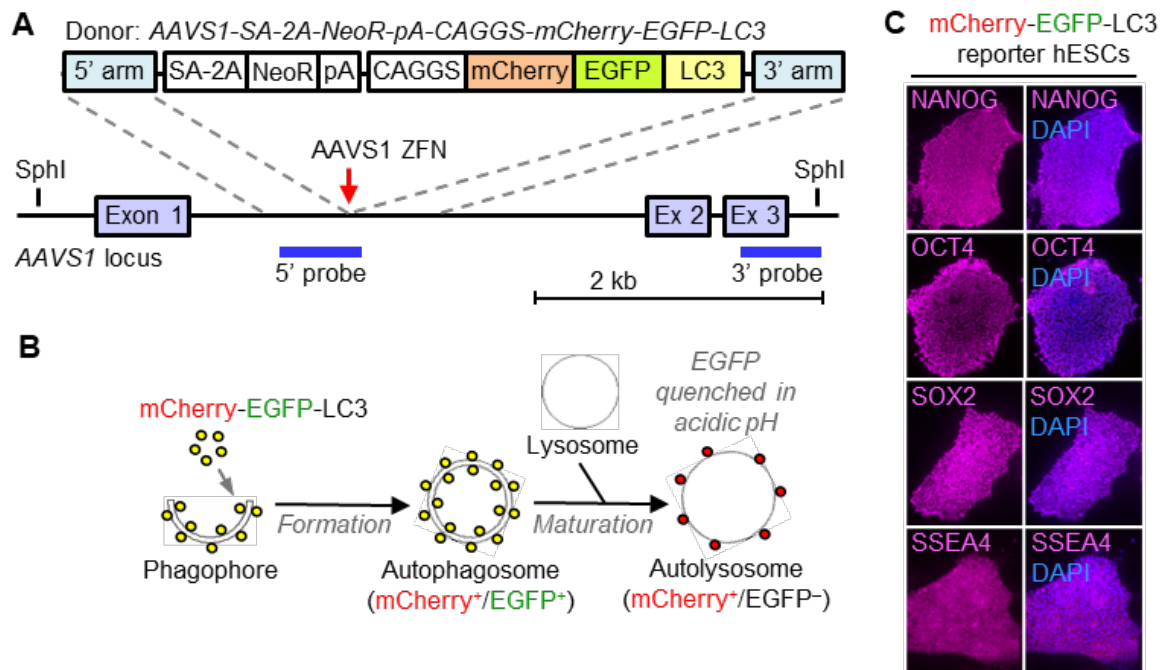 A
Donor: AAVS1-SA-2A-NeoR-pA-CAGGS-mCherry-EGFP-LC3
5' arm SA-2A NeoR pA CAGGS mCherry EGFP LC3 3' arm
AAVS1 ZFN
SphI SphI
Exon 1 Ex 2 Ex 3
AAVS1 locus
5' probe 3' probe
2 kb
B
mCherry-EGFP-LC3
Phagophore
Formation
Autophagosome
(mCherry⁺/EGFP⁺)
Lysosome
Maturation
EGFP
quenched in
acidic pH
Autolysosome
(mCherry⁺/EGFP⁻)
C
mCherry-EGFP-LC3
reporter hESCs
NANOG NANOG
DAPI
OCT4 OCT4
DAPI
SOX2 SOX2
DAPI
SSEA4 SSEA4
DAPI